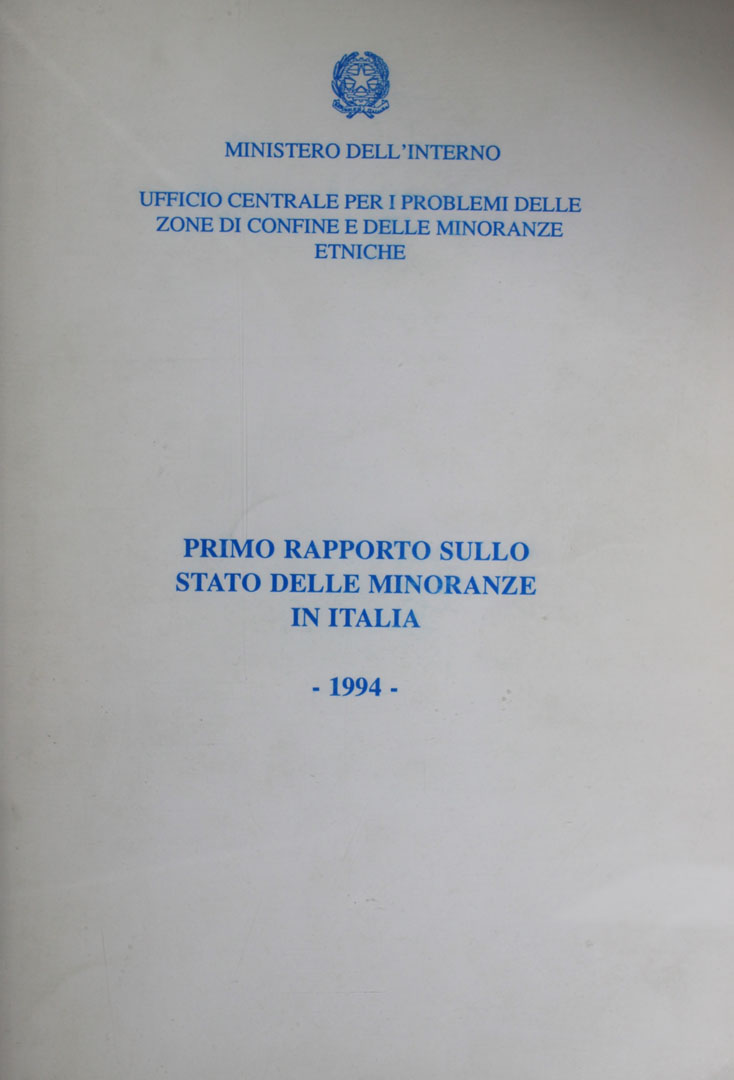 MINISTERO DELL'INTERNO
UFFICIO CENTRALE PER I PROBLEMI DELLE
ZONE DI CONFINE E DELLE MINORANZE
ETNICHE
PRIMO RAPPORTO SULLO
STATO DELLE MINORANZE
IN ITALIA
- 1994 -